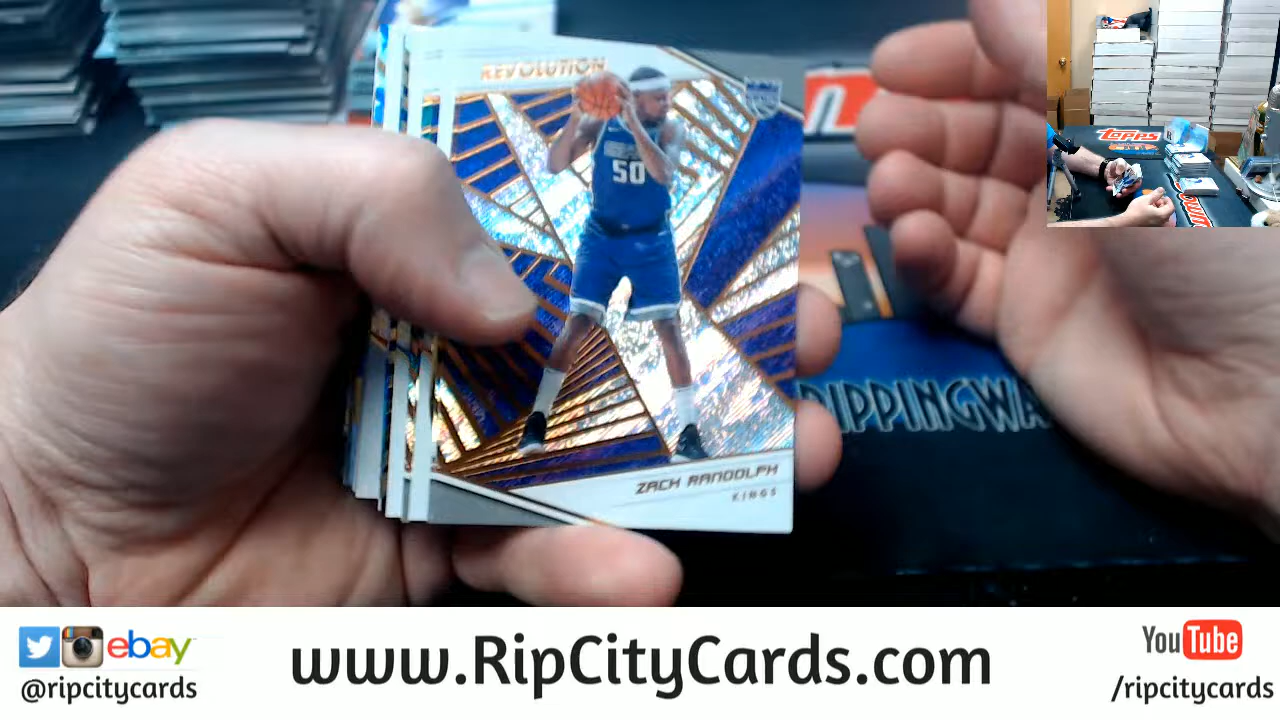 REVOLUTION
50
ZACH RANDOLPH
KINGS
RIPPINGWA
Topps
ebay
@ripcitycards
www.RipCityCards.com
YouTube
/ripcitycards